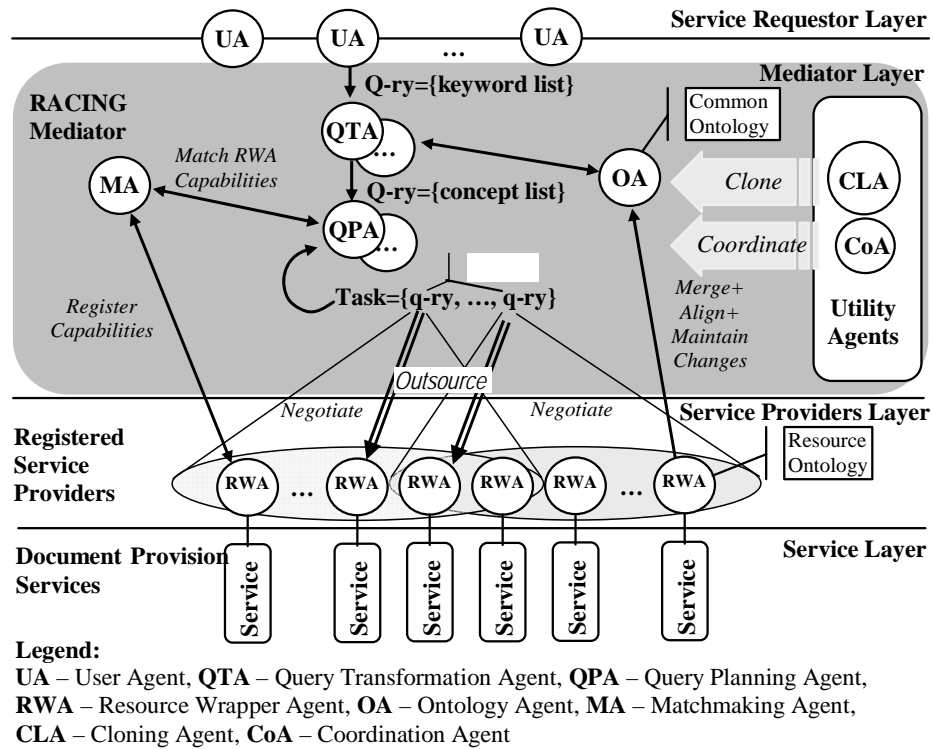 Service Requestor Layer
UA
UA
...
UA
Q-ry={keyword list}
Mediator Layer
RACING
Mediator
Common
Ontology
QTA
...
Match RWA
Capabilities
MA
OA
Clone
CLA
Q-ry={concept list}
QPA
...
Coordinate
CoA
Task={q-ry, ..., q-ry}
Register
Capabilities
Merge+
Align+
Maintain
Changes
Utility
Agents
Outsource
Negotiate
Negotiate
Service Providers Layer
Registered
Service
Providers
Resource
Ontology
RWA
...
RWA
RWA
RWA
RWA
...
RWA
Document Provision
Services
Service Layer
Service
Service
Service
Service
Service
Service
Legend:
UA – User Agent, QTA – Query Transformation Agent, QPA – Query Planning Agent,
RWA – Resource Wrapper Agent, OA – Ontology Agent, MA – Matchmaking Agent,
CLA – Cloning Agent, CoA – Coordination Agent